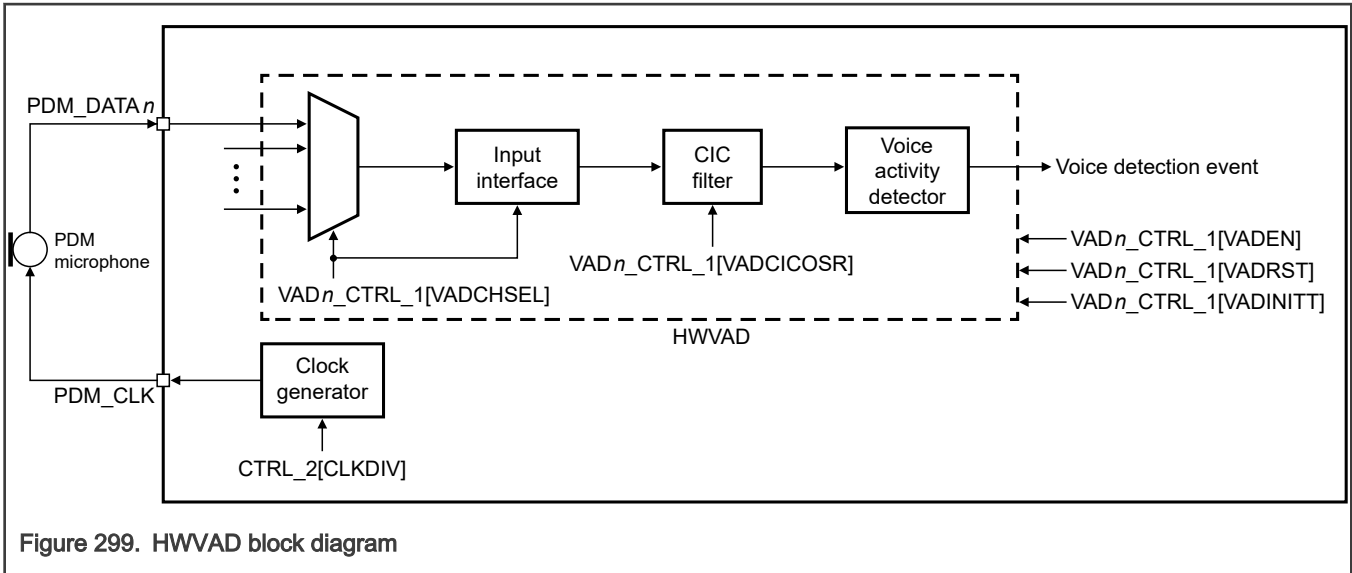 PDM_DATAn
Input
interface
CIC
filter
Voice
activity
detector
Voice detection event
PDM
microphone
VADn_CTRL_1[VADEN]
VADn_CTRL_1[VADRST]
VADn_CTRL_1[VADINITT]
VADn_CTRL_1[VADCICOSR]
VADn_CTRL_1[VADCHSEL]
HWVAD
Clock
generator
PDM_CLK
CTRL_2[CLKDIV]
Figure 299. HWVAD block diagram